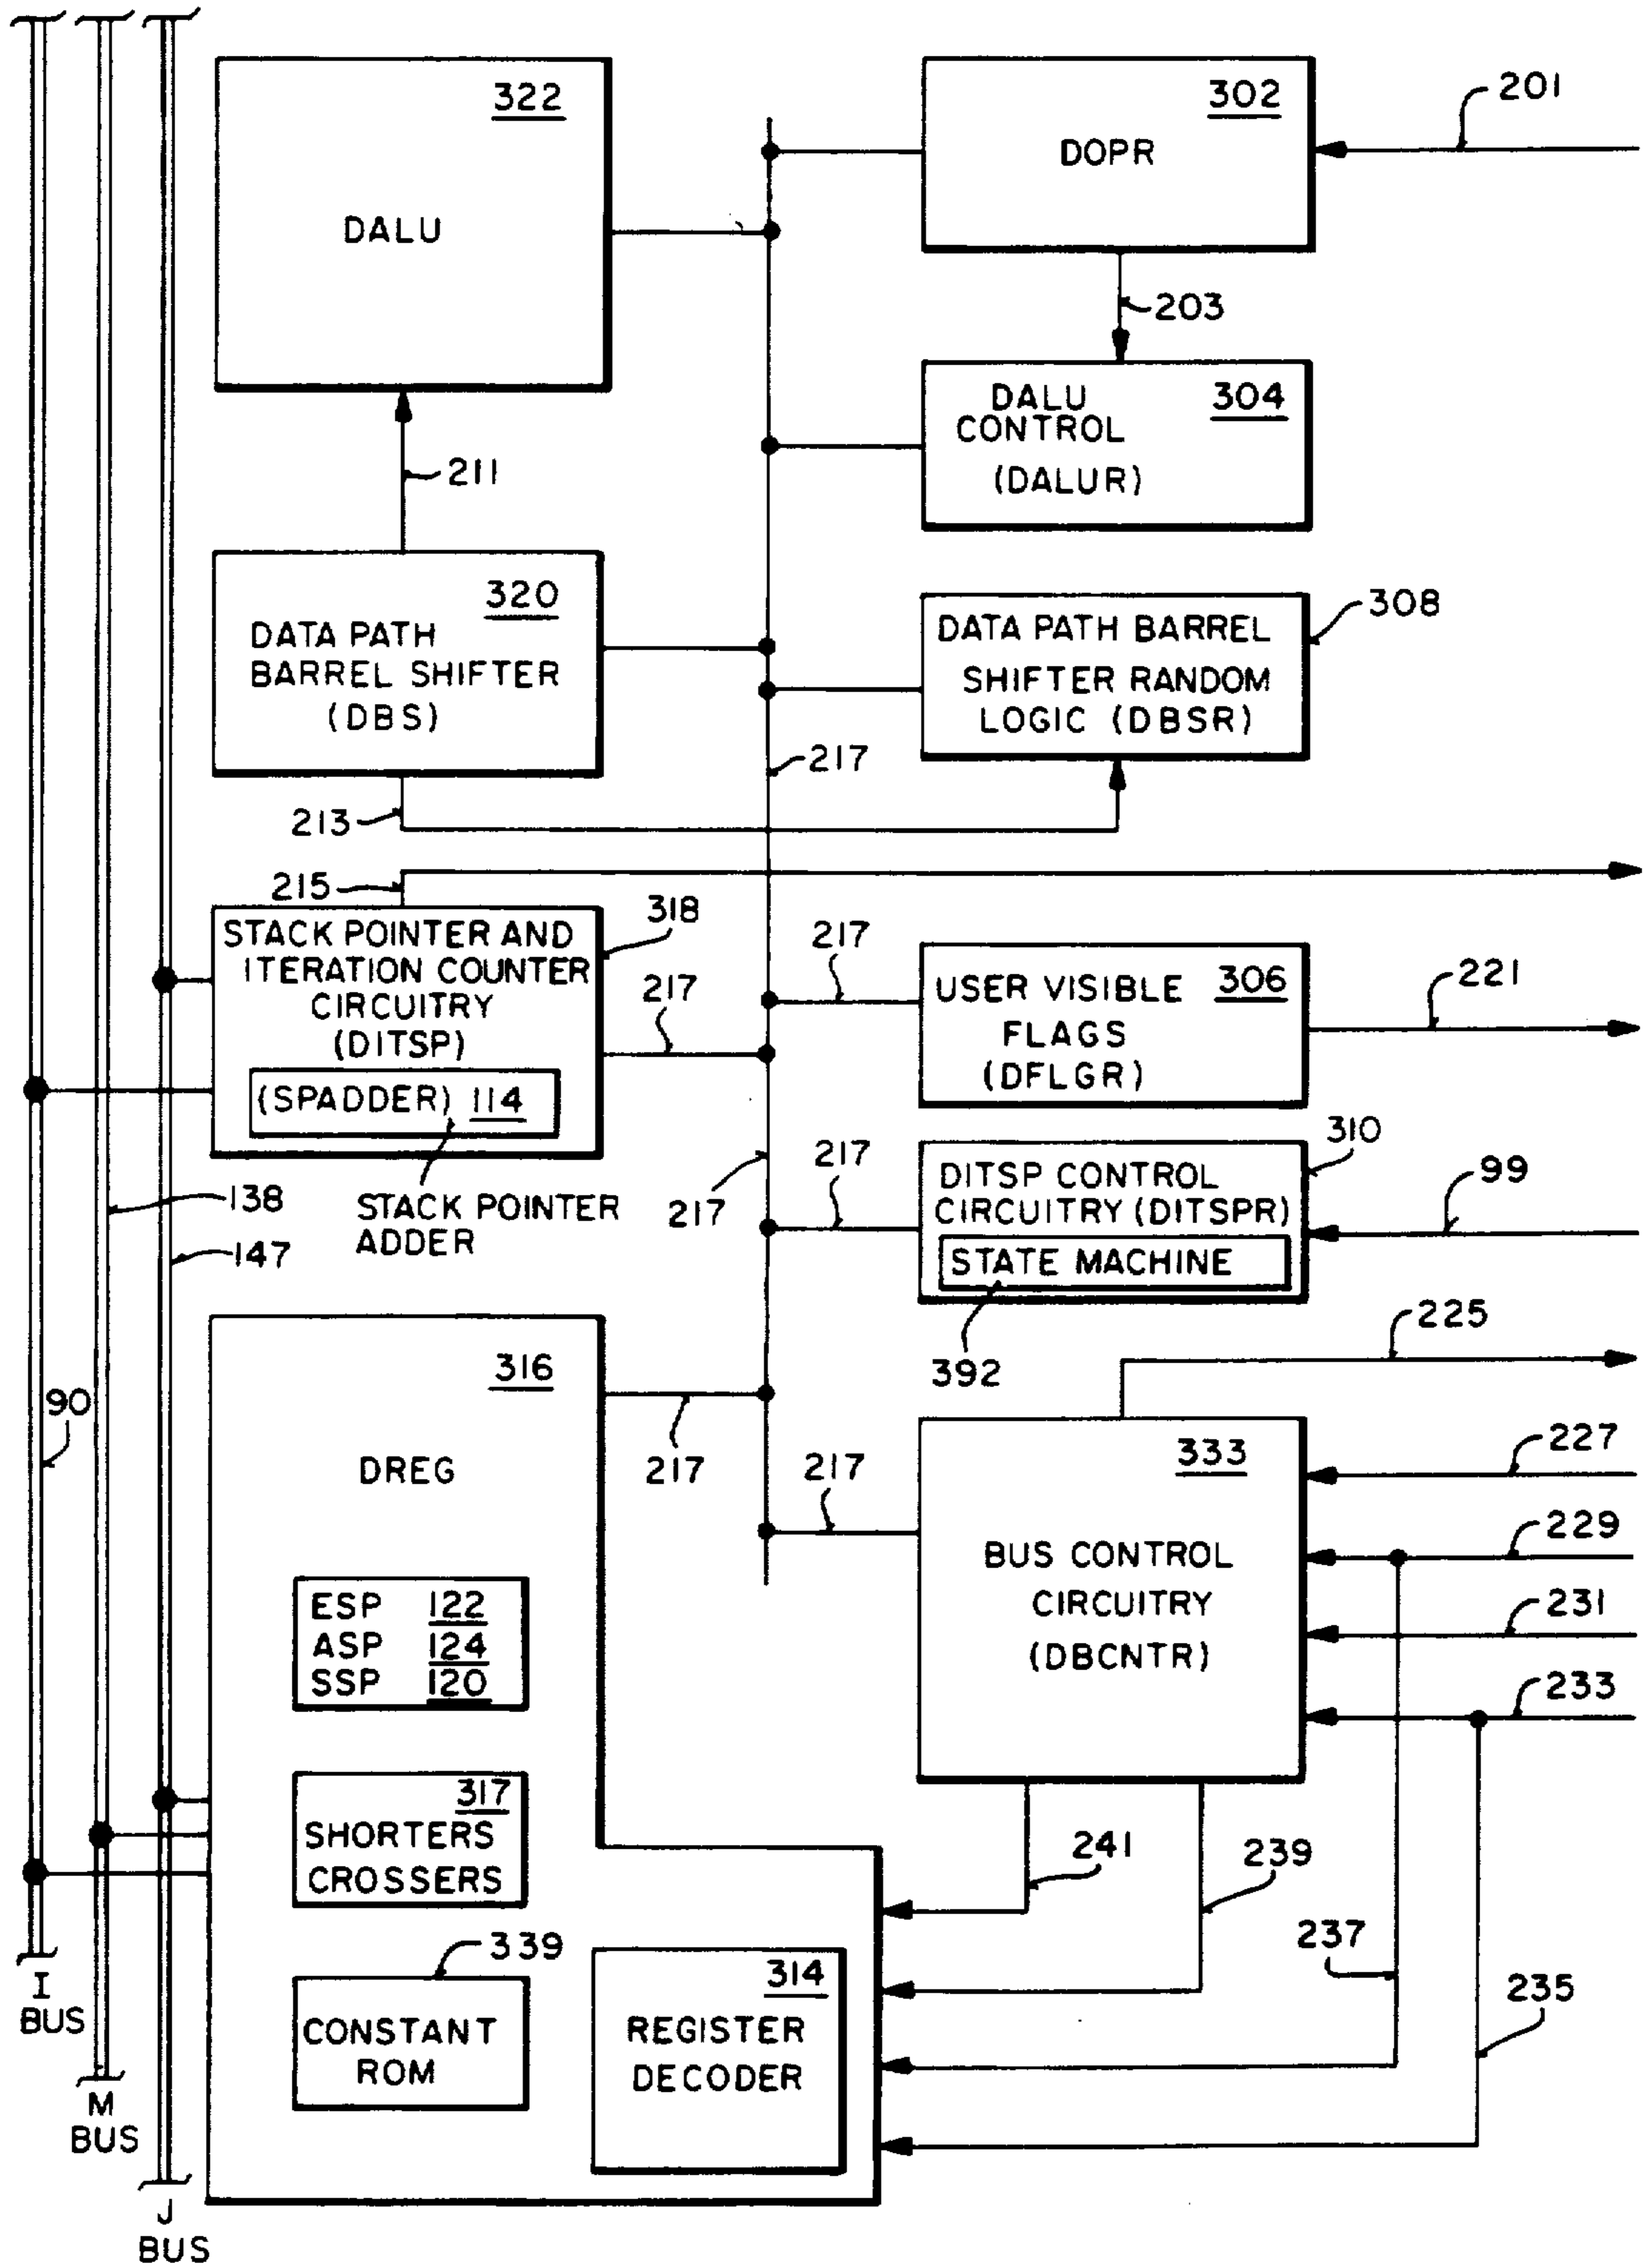 322
DALU
302
DOPR
201
203
DALU
CONTROL
(DALUR)
304
211
320
DATA PATH
BARREL SHIFTER
(DBS)
DATA PATH BARREL
SHIFTER RANDOM
LOGIC (DBSR)
308
217
213
215
STACK POINTER AND
ITERATION COUNTER
CIRCUITRY
(DITSP)
318
(SPADDER) 114
217
217
USER VISIBLE
FLAGS
(DFLGR)
306
221
138
147
STACK POINTER
ADDER
217
217
DITSP CONTROL
CIRCUITRY (DITSPR)
STATE MACHINE
310
99
392
225
90
316
DREG
217
217
333
BUS CONTROL
CIRCUITRY
(DBCNTR)
227
229
231
233
ESP 122
ASP 124
SSP 120
317
SHORTERS
CROSSERS
241
239
237
235
339
CONSTANT
ROM
314
REGISTER
DECODER
I
BUS
M
BUS
J
BUS